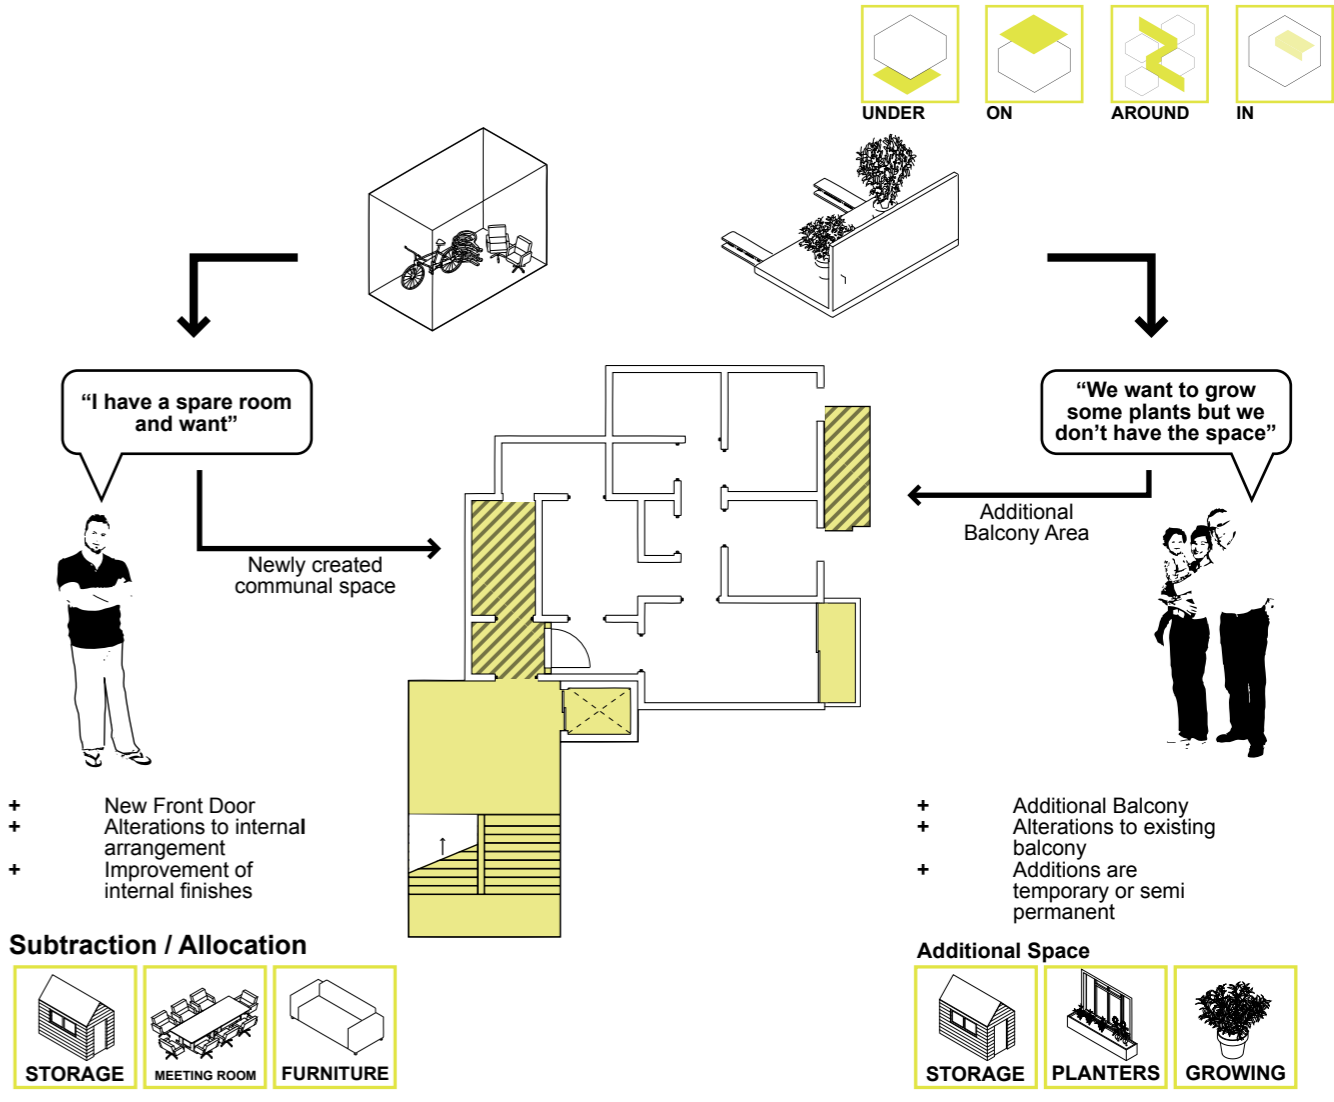 UNDER
ON
AROUND
IN
“I have a spare room
and want”
“We want to grow
some plants but we
don’t have the space”
Newly created
communal space
Additional
Balcony Area
+ New Front Door
+ Alterations to internal
arrangement
+ Improvement of
internal finishes
+ Additional Balcony
+ Alterations to existing
balcony
+ Additions are
temporary or semi
permanent
Subtraction / Allocation
STORAGE
MEETING ROOM
FURNITURE
Additional Space
STORAGE
PLANTERS
GROWING